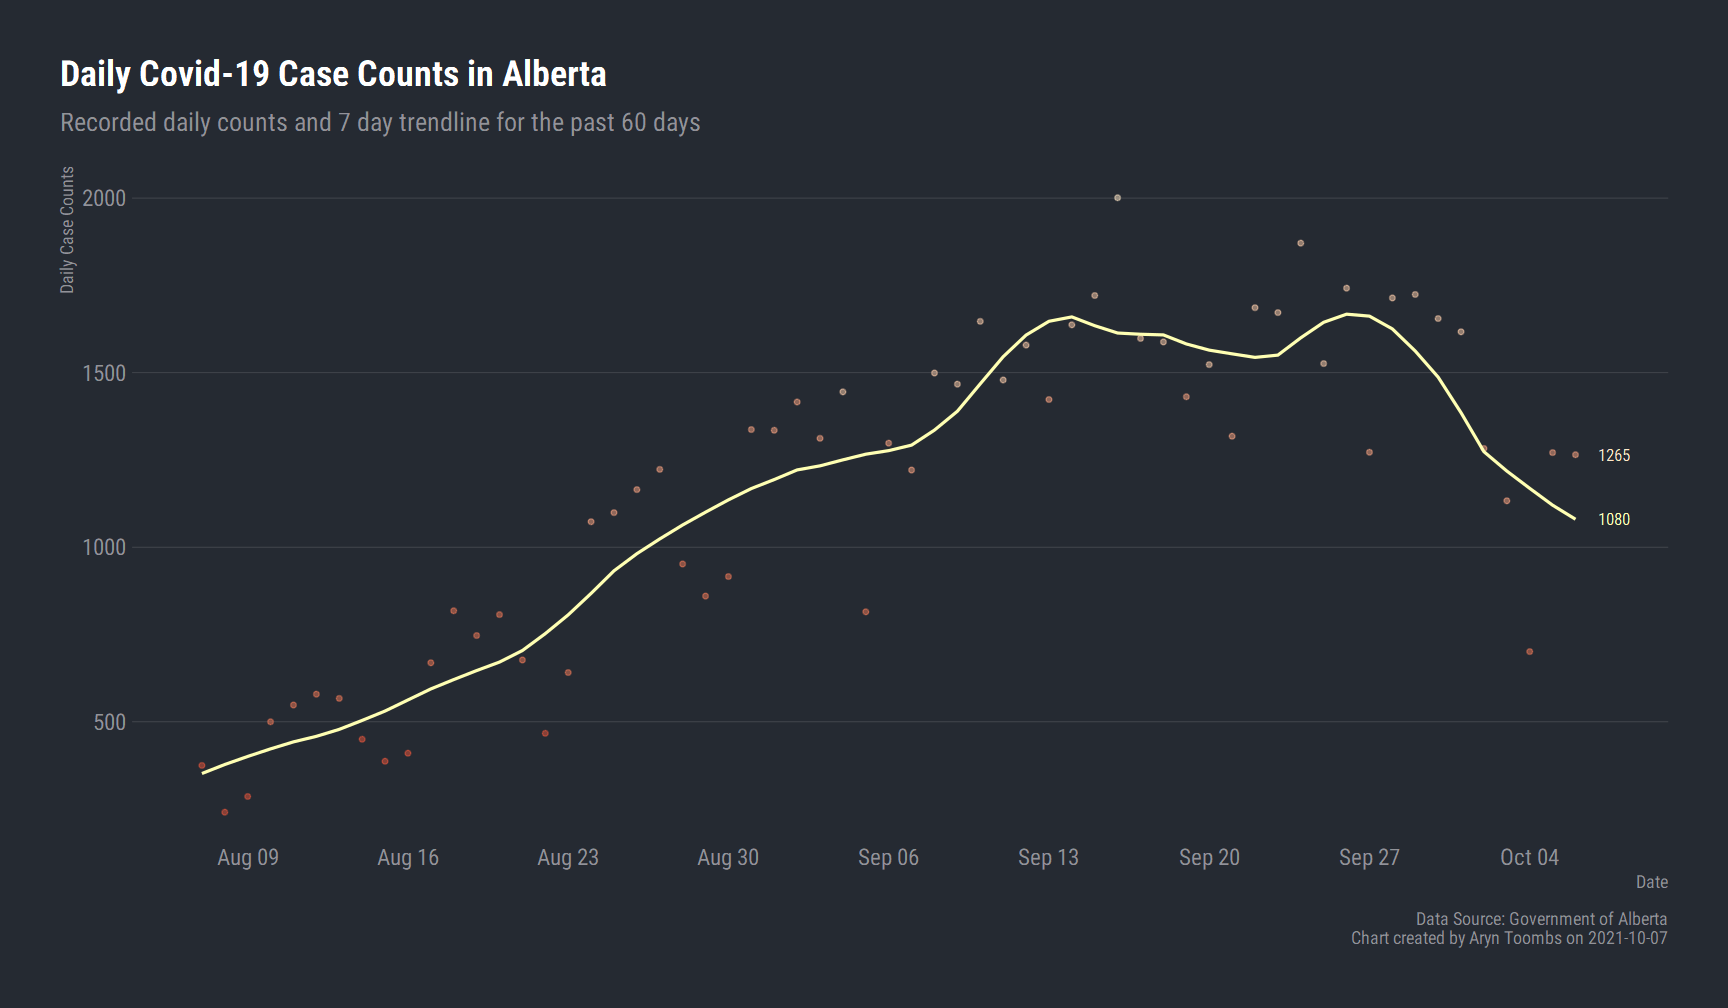 Daily Covid-19 Case Counts in Alberta
Recorded daily counts and 7 day trendline for the past 60 days
Daily Case Counts
2000
1500
1000
500
1265
1080
Aug 09
Aug 16
Aug 23
Aug 30
Sep 06
Sep 13
Sep 20
Sep 27
Oct 04
Date
Data Source: Government of Alberta
Chart created by Aryn Toombs on 2021-10-07